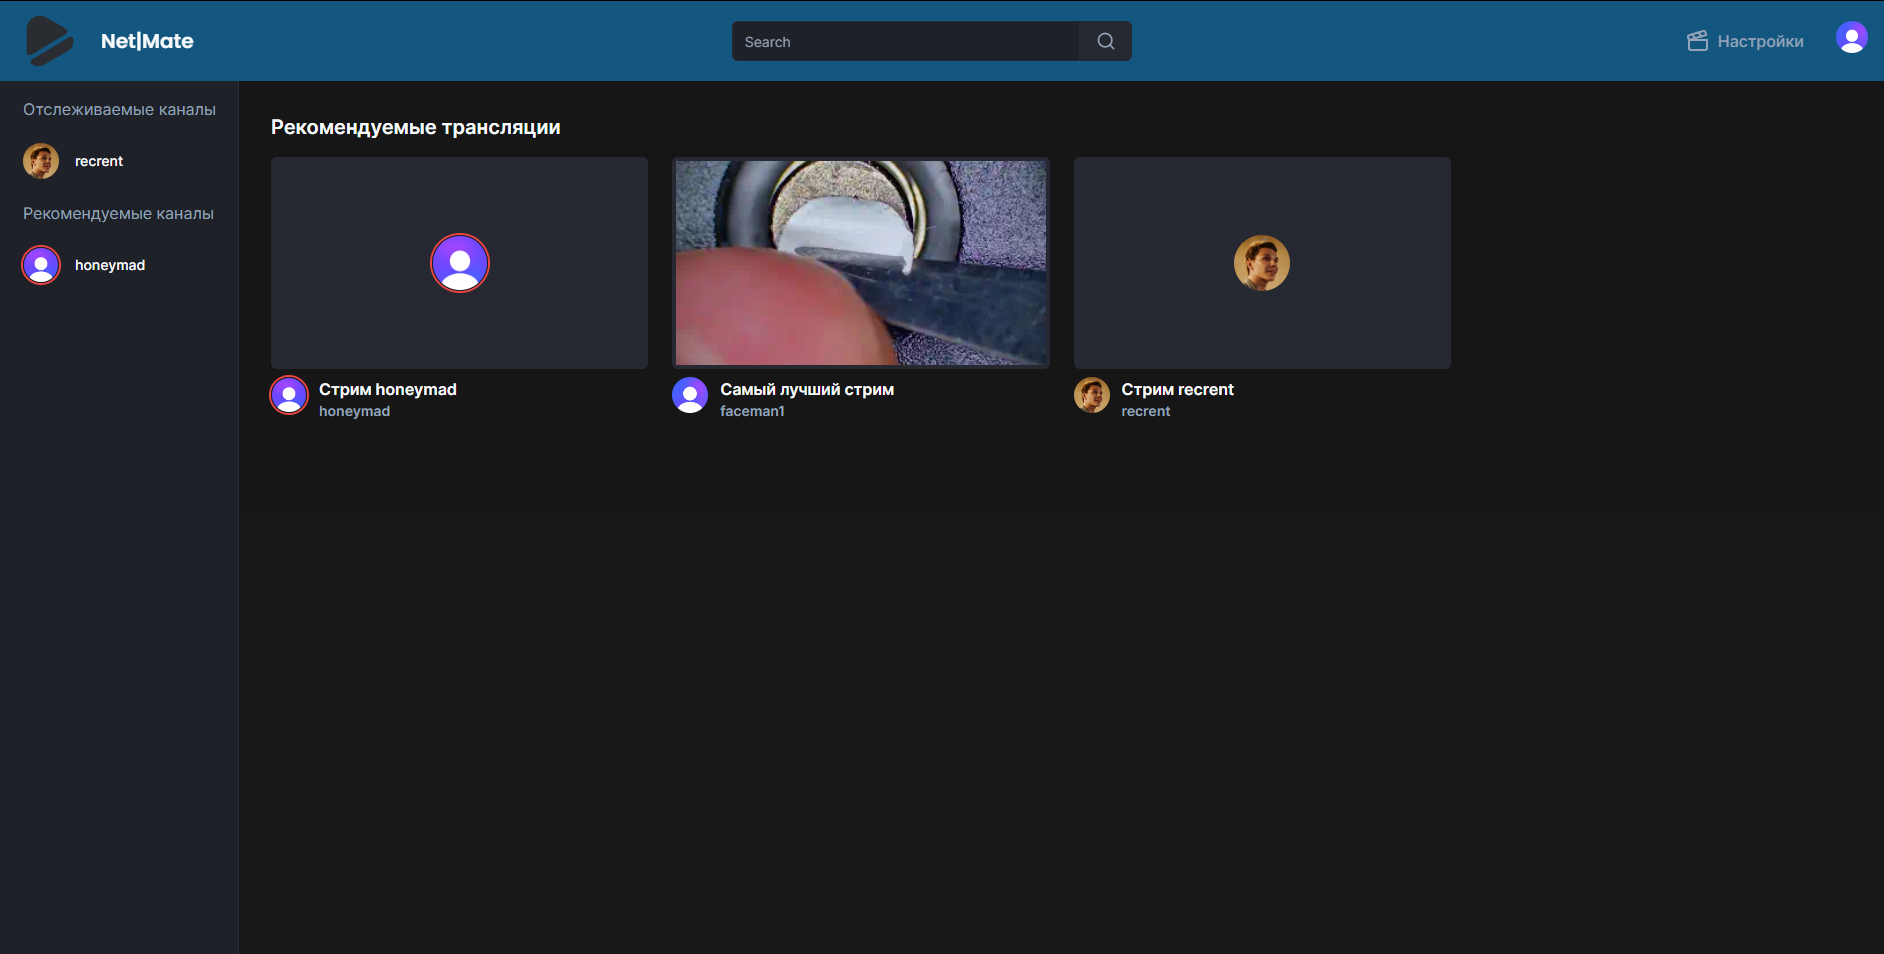 Net|Mate
Search
Настройки
Отслеживаемые каналы
recrent
Рекомендуемые каналы
honeymad
Рекомендуемые трансляции
Стрим honeymad
honeymad
Самый лучший стрим
faceman1
Стрим recrent
recrent